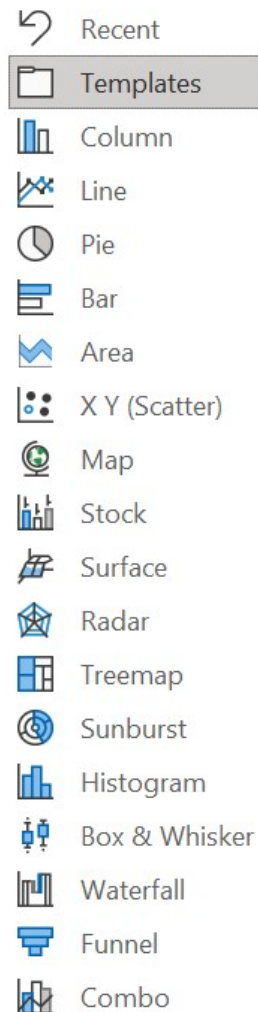 Recent
Templates
Column
Line
Pie
Bar
Area
X Y (Scatter)
Map
Stock
Surface
Radar
Treemap
Sunburst
Histogram
Box & Whisker
Waterfall
Funnel
Combo